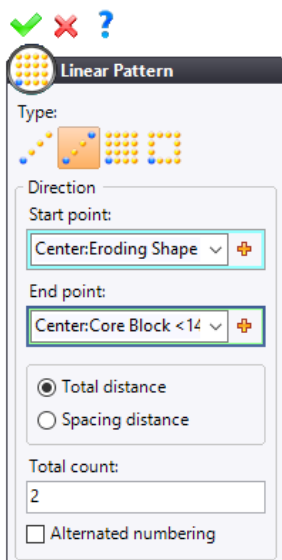 ?
Linear Pattern
Type:
Direction
Start point:
Center:Eroding Shape
End point:
Center:Core Block <14
Total distance
Spacing distance
Total count:
2
Alternated numbering